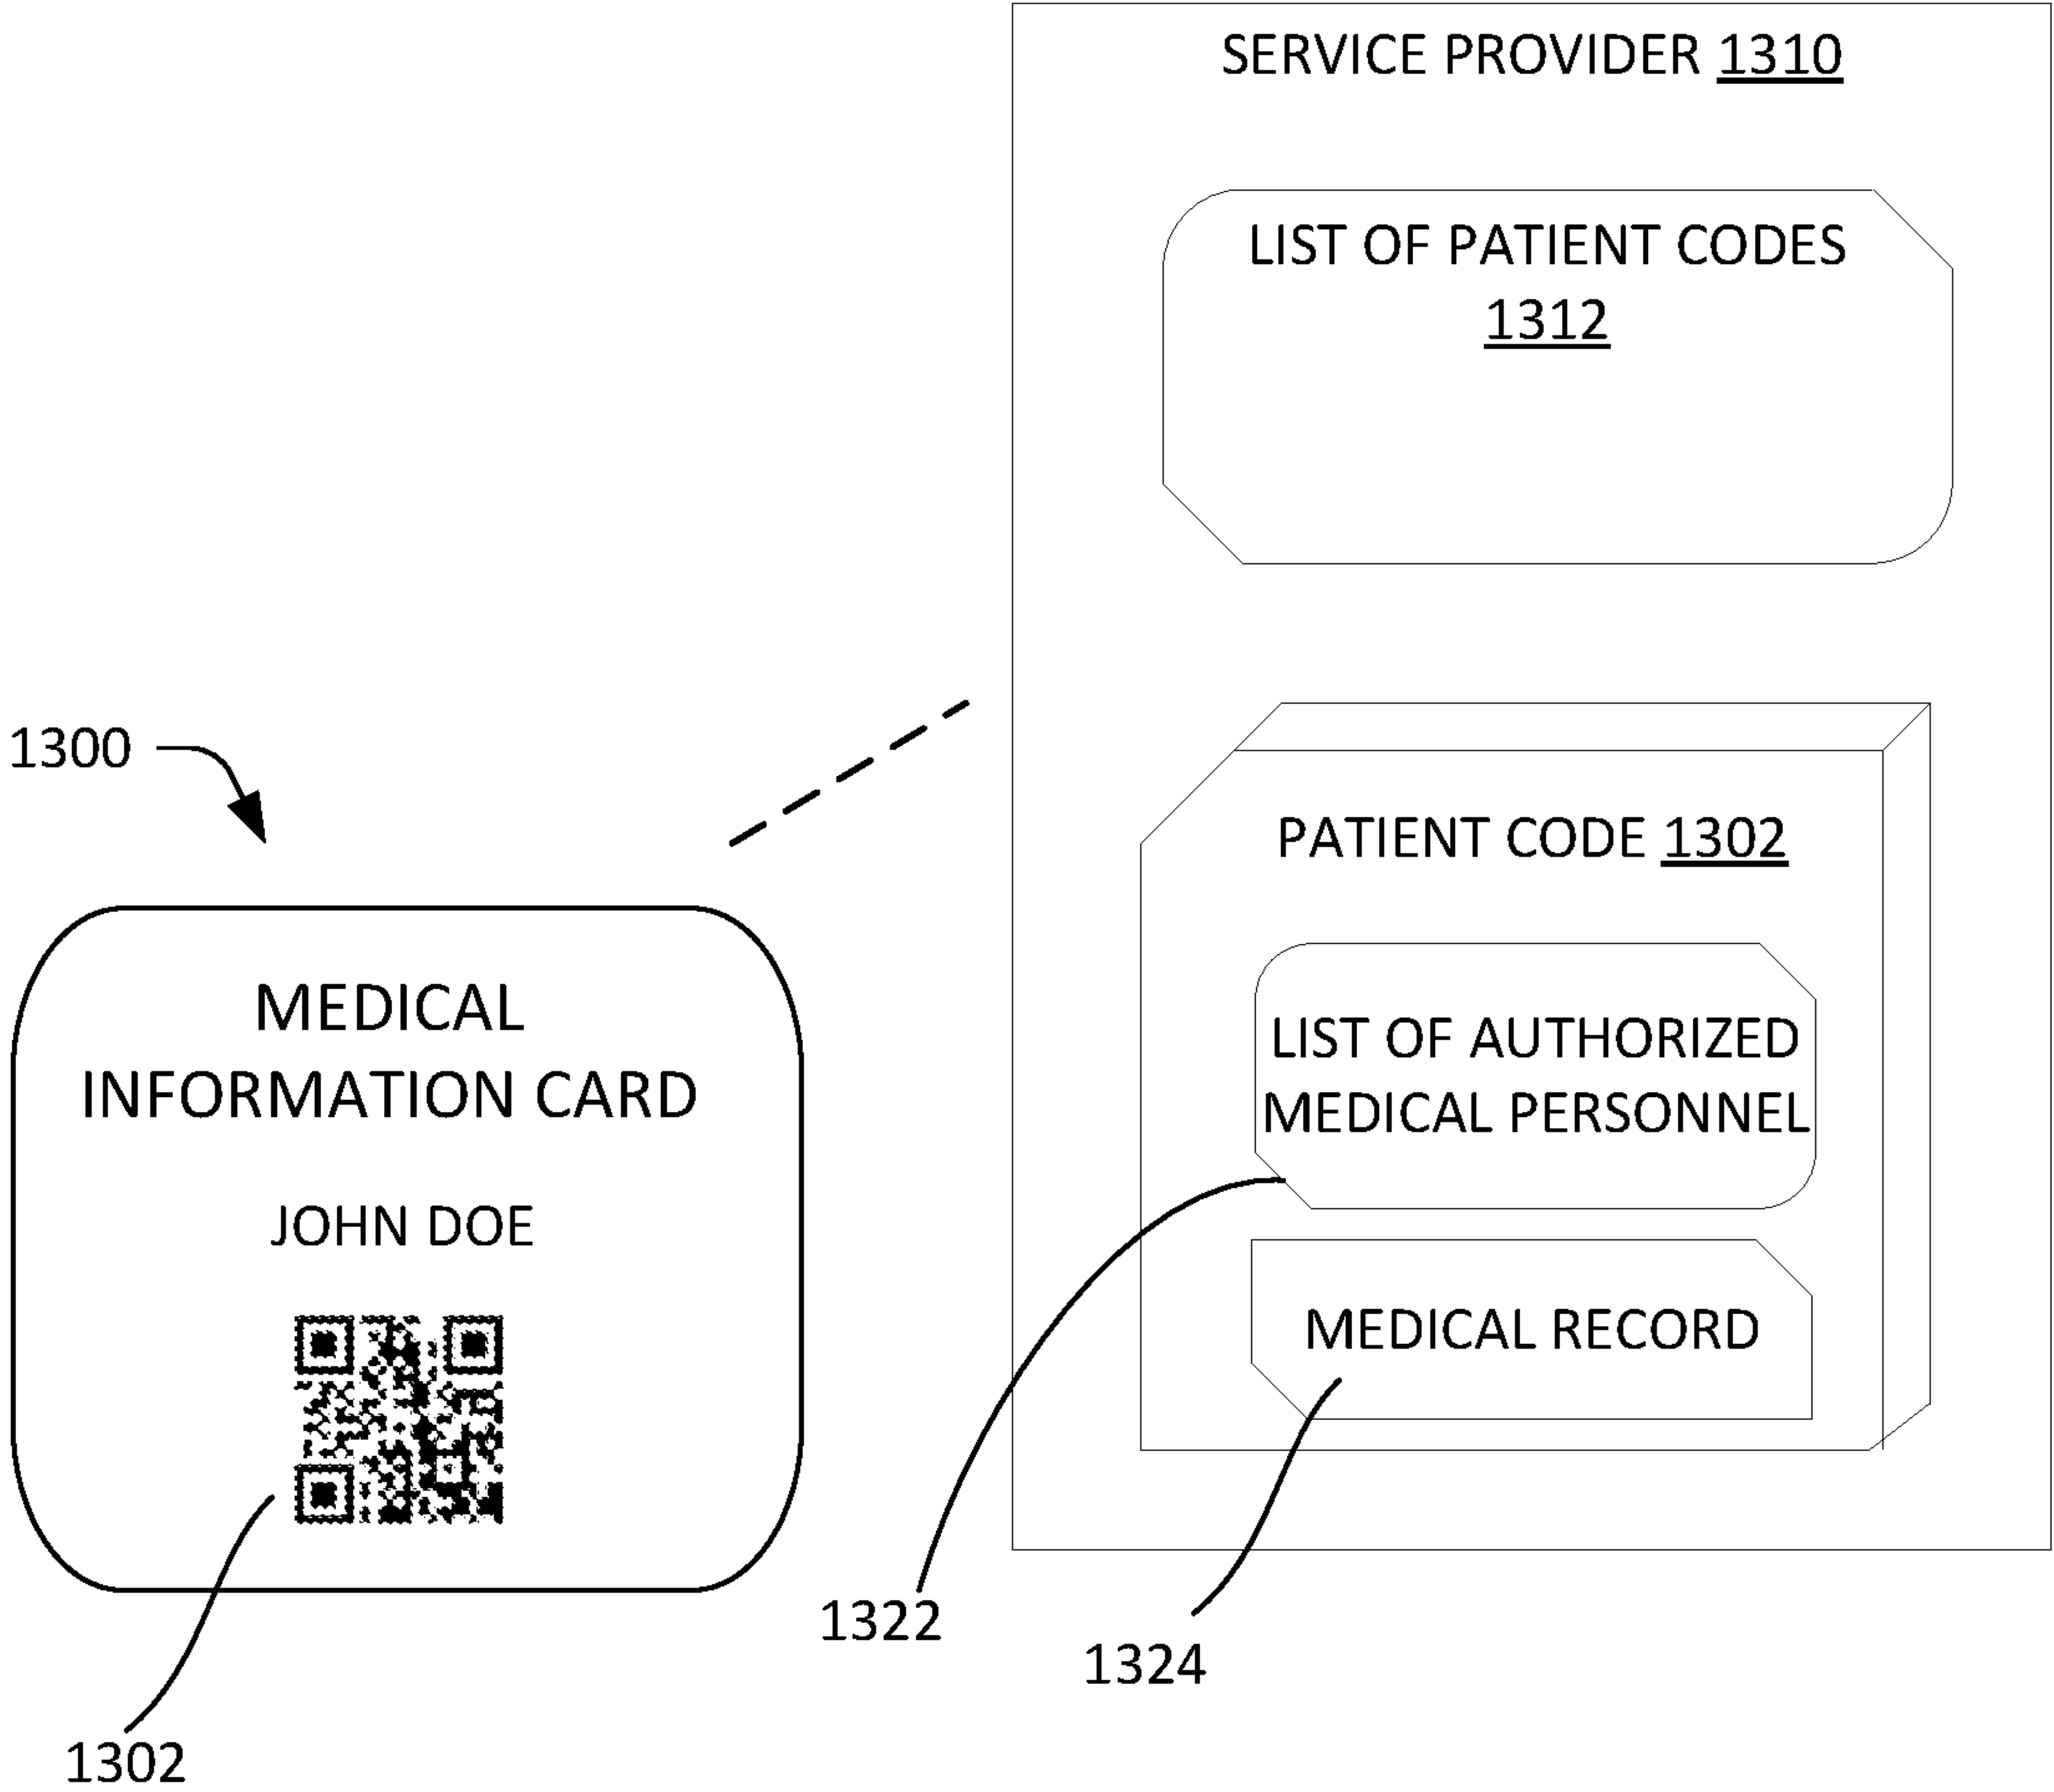 SERVICE PROVIDER 1310
LIST OF PATIENT CODES
1312
1300
PATIENT CODE 1302
LIST OF AUTHORIZED
MEDICAL PERSONNEL
MEDICAL RECORD
MEDICAL
INFORMATION CARD
JOHN DOE
1322
1324
1302